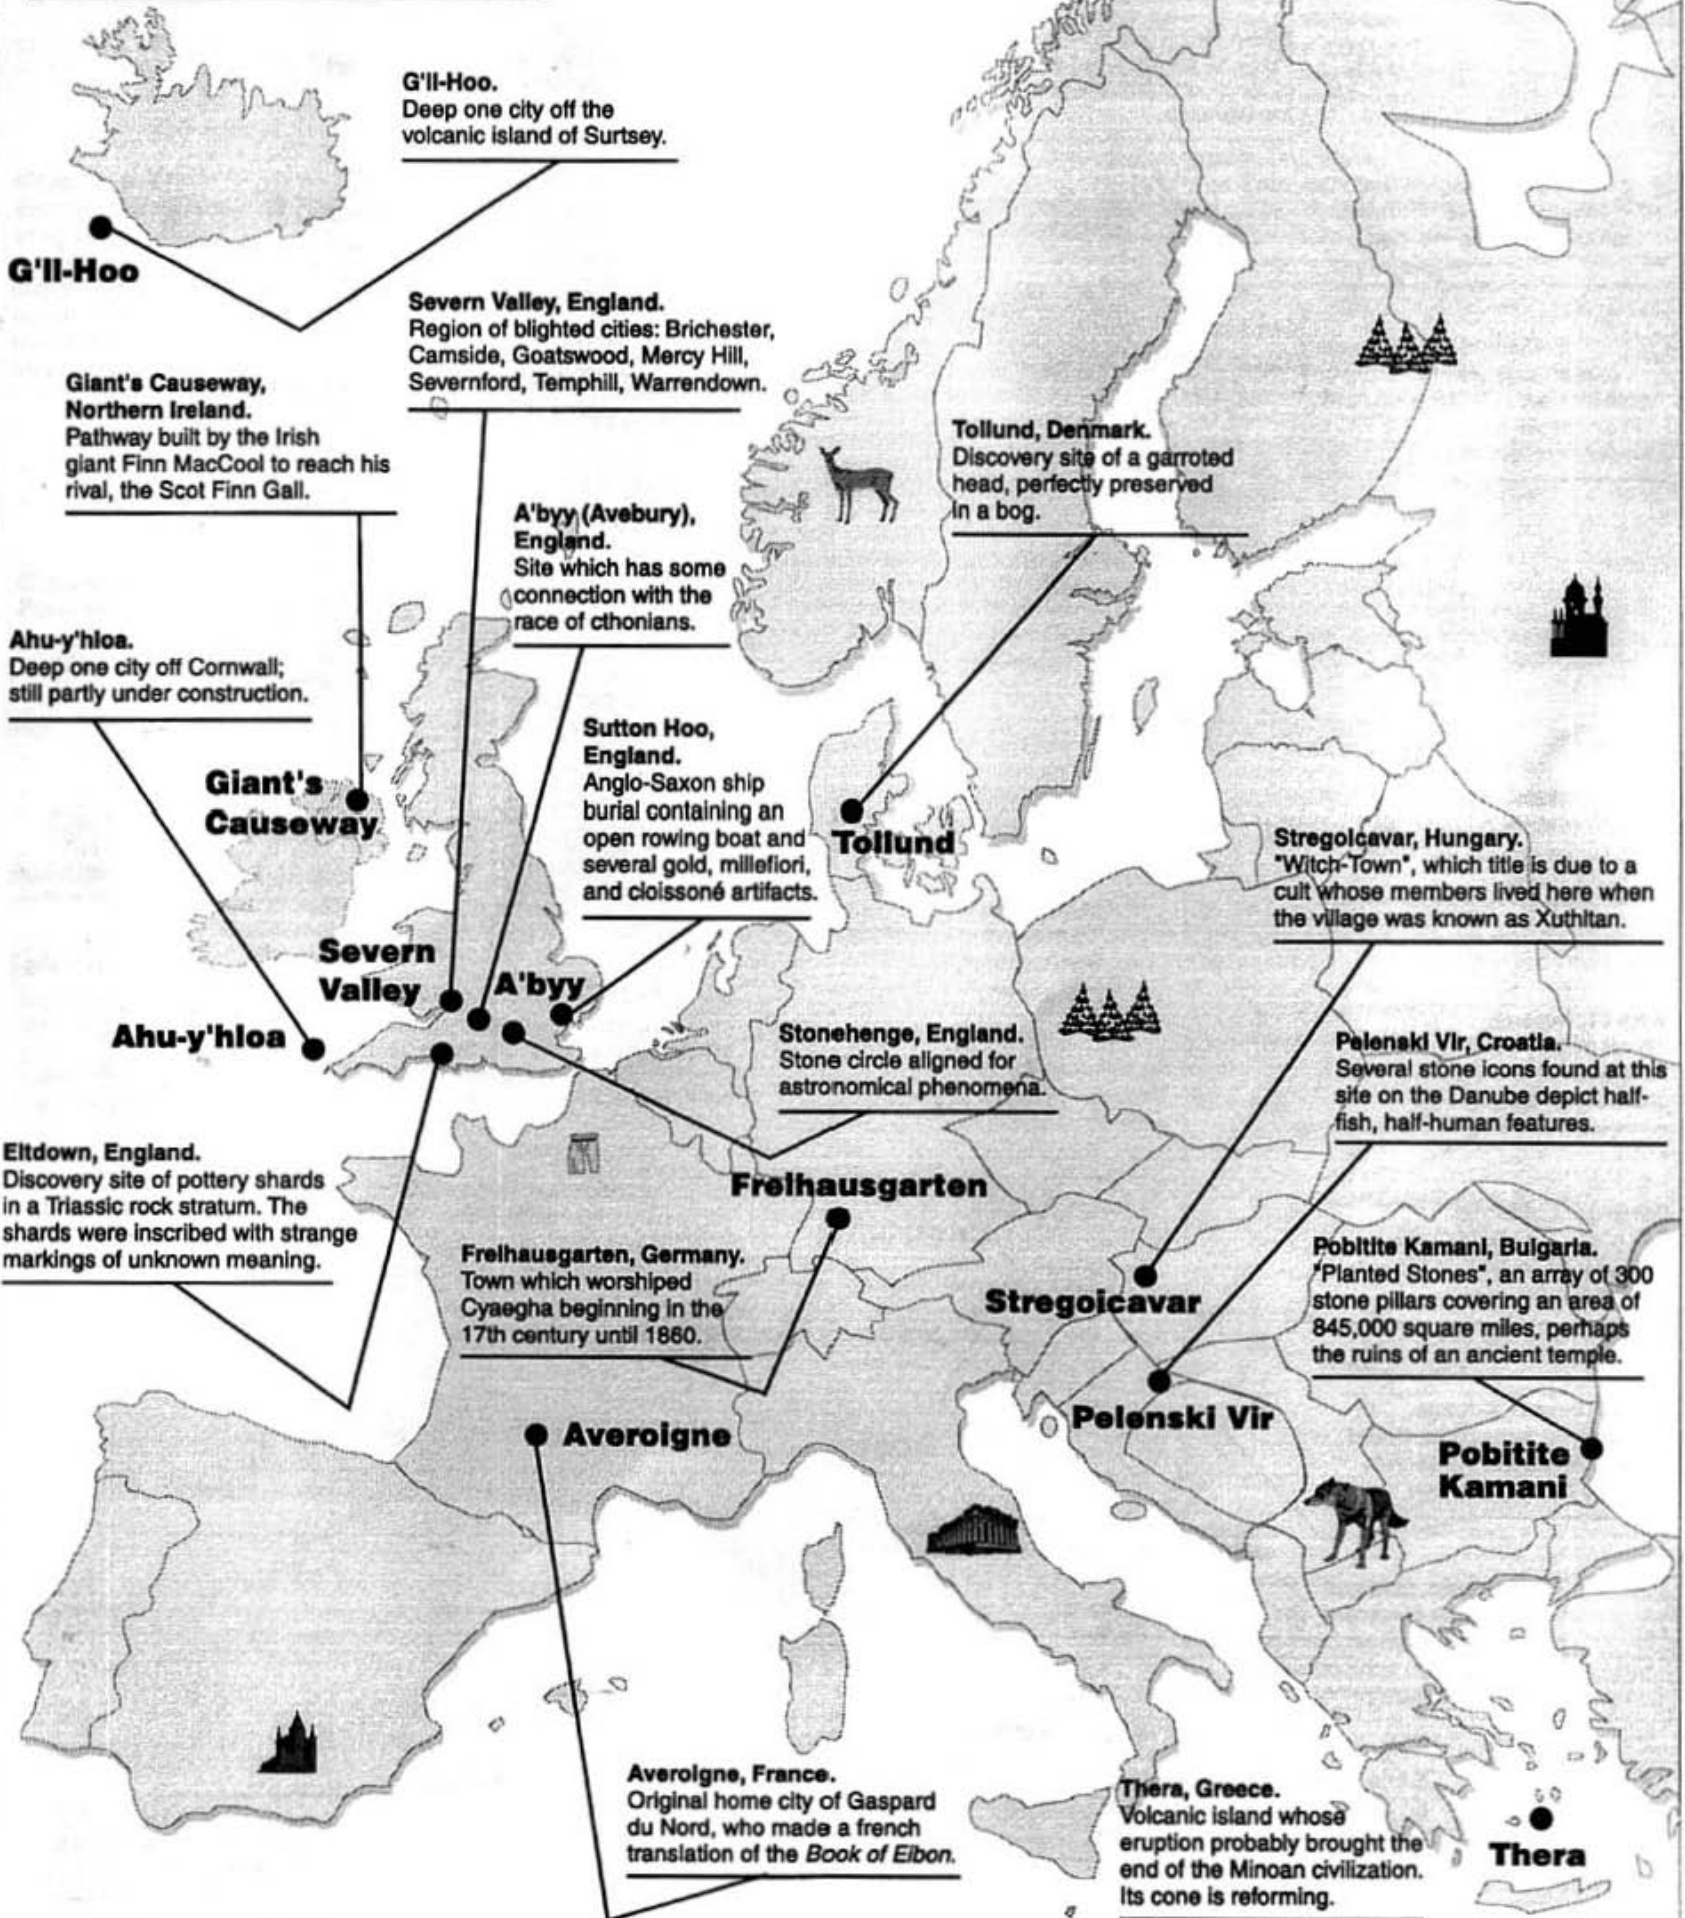 G'll-Hoo.
Deep one city off the
volcanic island of Surtsey.
G'll-Hoo
Severn Valley, England.
Region of blighted cities: Brichester,
Camside, Goatswood, Mercy Hill,
Severnford, Temphill, Warrendown.
Giant's Causeway,
Northern Ireland.
Pathway built by the Irish
giant Finn MacCool to reach his
rival, the Scot Finn Gall.
Tollund, Denmark.
Discovery site of a garroted
head, perfectly preserved
in a bog.
A'byy (Avebury),
England.
Site which has some
connection with the
race of cthonians.
Ahu-y'hloa.
Deep one city off Cornwall;
still partly under construction.
Sutton Hoo,
England.
Anglo-Saxon ship
burial containing an
open rowing boat and
several gold, millefiori,
and cloissoné artifacts.
Giant's
Causeway
Tollund
Stregoicavar, Hungary.
"Witch-Town", which title is due to a
cult whose members lived here when
the village was known as Xuthltan.
Severn
Valley
A'byy
Ahu-y'hloa
Stonehenge, England.
Stone circle aligned for
astronomical phenomena.
Pelenski Vir, Croatia.
Several stone icons found at this
site on the Danube depict half-
fish, half-human features.
Eltdown, England.
Discovery site of pottery shards
in a Triassic rock stratum. The
shards were inscribed with strange
markings of unknown meaning.
Freihausgarten
Freihausgarten, Germany.
Town which worshiped
Cyaegha beginning in the
17th century until 1860.
Stregoicavar
Pobitite Kamani, Bulgaria.
"Planted Stones", an array of 300
stone pillars covering an area of
845,000 square miles, perhaps
the ruins of an ancient temple.
Pelenski Vir
Averoigne
Pobitite
Kamani
Averoigne, France.
Original home city of Gaspard
du Nord, who made a french
translation of the Book of Eibon.
Thera, Greece.
Volcanic island whose
eruption probably brought the
end of the Minoan civilization.
Its cone is reforming.
Thera